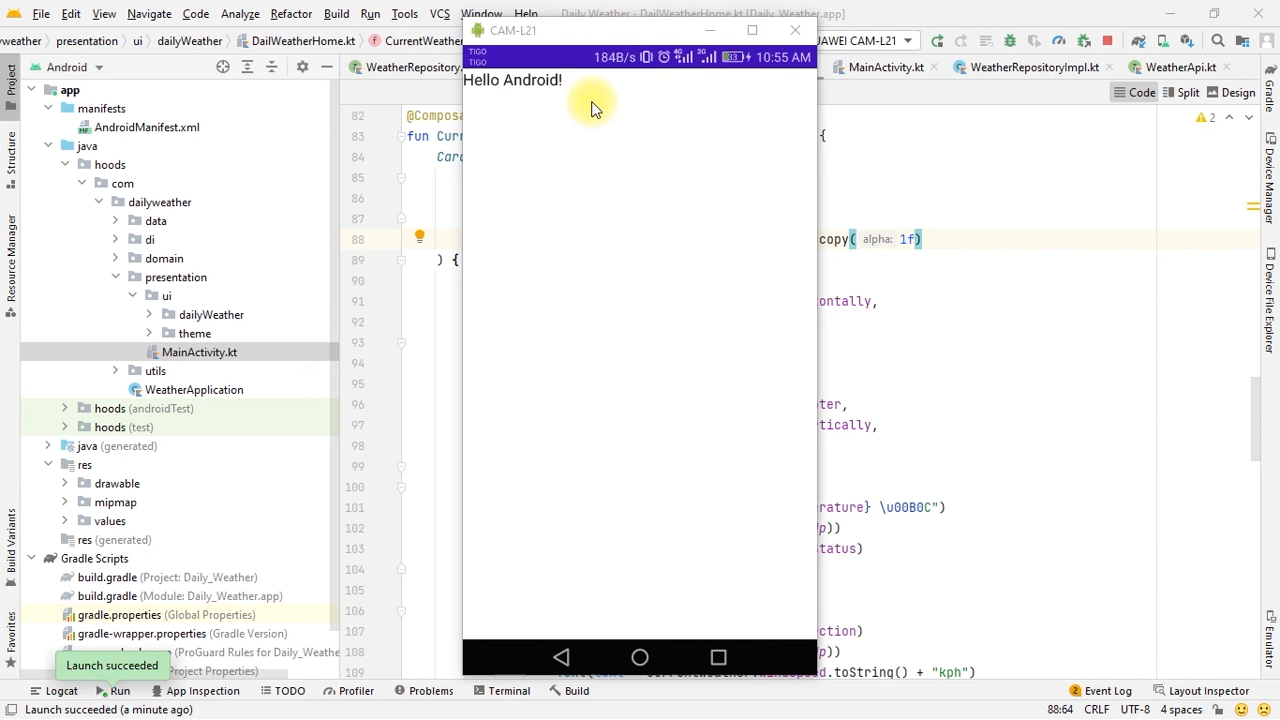 File Edit View Navigate Code Analyze Refactor Build Run Tools VCS Window Help Daily Weather - DailWeatherHome.kt [Daily_Weather.app]
CAM-L21
presentation ui dailyWeather DailWeatherHome.kt CurrentWeather HUAWEI CAM-L21
TIGO
TIGO
184B/s 4G 2G 33 10:55 AM
Android WeatherRepository. MainActivity.kt WeatherRepositoryImpl.kt WeatherApi.kt
Hello Android!
Code Split Design
app
manifests
AndroidManifest.xml
java
hoods
com
dailyweather
data
di
domain
presentation
ui
dailyWeather
theme
MainActivity.kt
utils
WeatherApplication
hoods (androidTest)
hoods (test)
java (generated)
res
drawable
mipmap
values
res (generated)
Gradle Scripts
build.gradle (Project: Daily_Weather)
build.gradle (Module: Daily_Weather.app)
gradle.properties (Global Properties)
gradle-wrapper.properties (Gradle Version)
(ProGuard Rules for Daily_Weathe
(Project Properties)
Launch succeeded
82 @Composa
83 fun Curr {
84 Card
85
86
87
88 copy( alpha: 1f)
89 ) {
90
91 ontally,
92
93
94
95
96 ter,
97 tically,
98
99
100
101 rature} \u00B0C")
102 p))
103 tatus)
104
105
106
107 ction)
108 p))
109 .toString() + "kph")
2
Project
Structure
Resource Manager
Build Variants
Favorites
Gradle
Device Manager
Device File Explorer
Emulator
Logcat Run App Inspection TODO Profiler Problems Terminal Build 2 Event Log Layout Inspector
Launch succeeded (a minute ago) 88:64 CRLF UTF-8 4 spaces